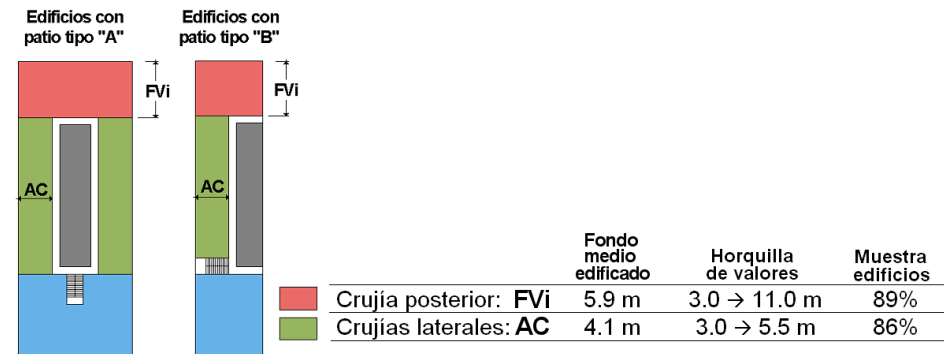 Edificios con
patio tipo "A"
Edificios con
patio tipo "B"
FVi
FVi
AC
AC
Fondo
medio
edificado
Horquilla
de valores
Muestra
edificios
Crujía posterior: FVi 5.9 m 3.0 → 11.0 m 89%
Crujías laterales: AC 4.1 m 3.0 → 5.5 m 86%